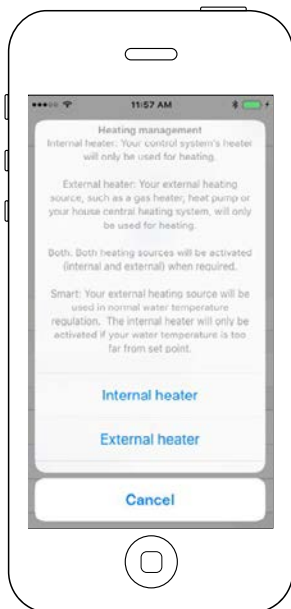 11:57 AM
Heating management
Internal heater: Your control system's heater
will only be used for heating.
External heater: Your external heating
source, such as a gas heater, heat pump or
your house central heating system, will only
be used for heating.
Both: Both heating sources will be activated
(internal and external) when required.
Smart: Your external heating source will be
used in normal water temperature
regulation. The internal heater will only be
activated if your water temperature is too
far from set point.
Internal heater
External heater
Cancel